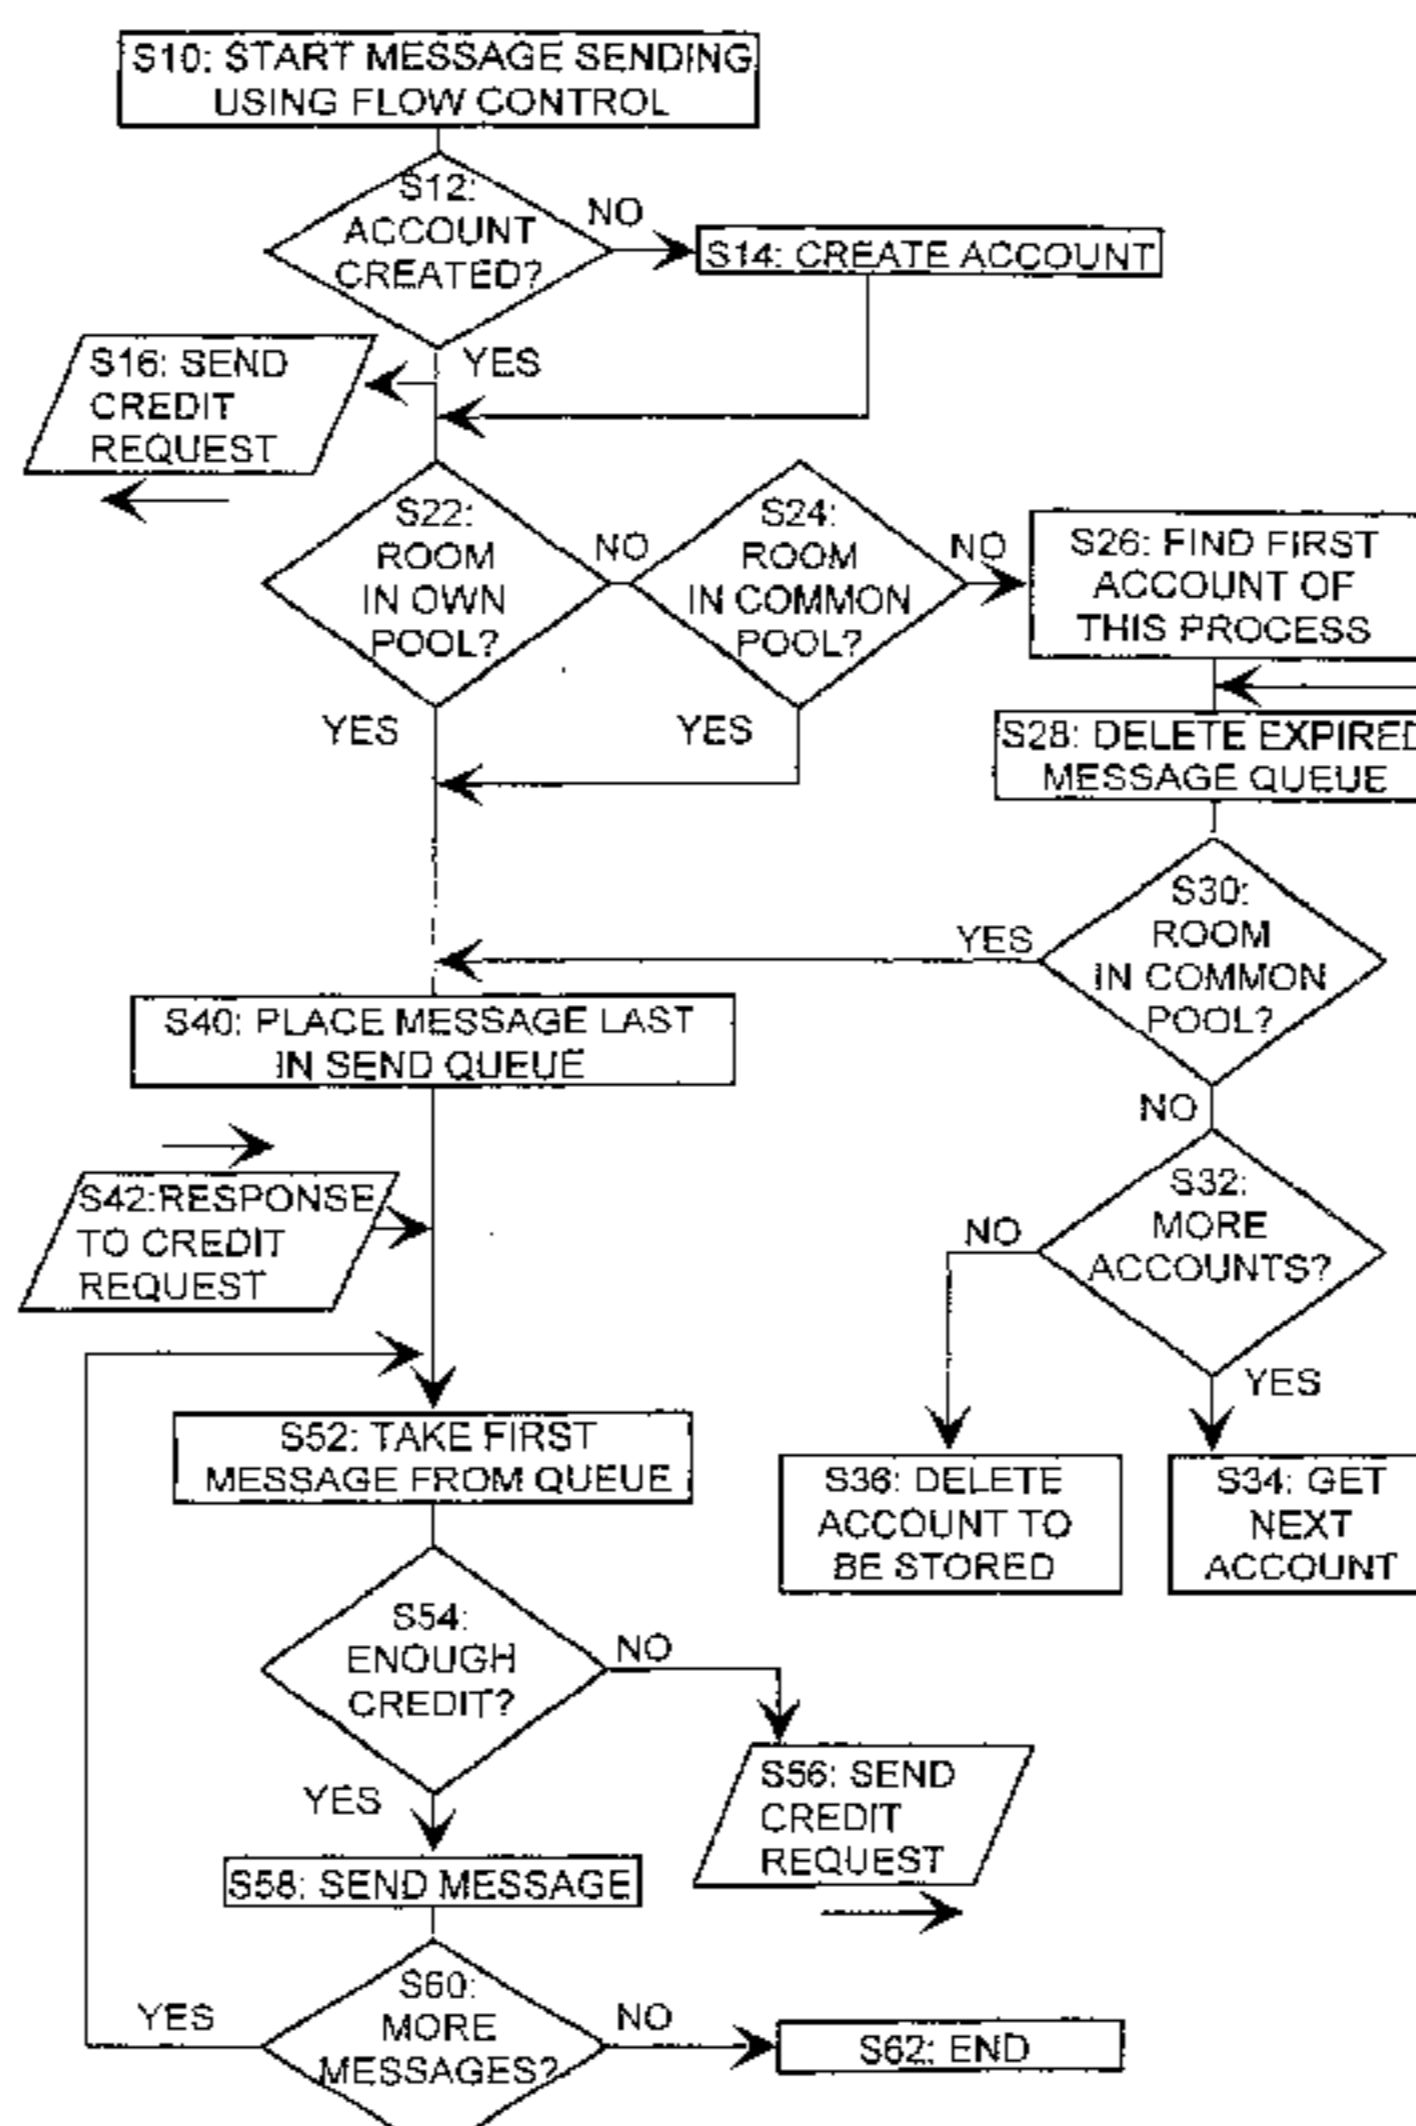 S10: START MESSAGE SENDING
USING FLOW CONTROL
S12:
ACCOUNT
CREATED?
NO
S14: CREATE ACCOUNT
YES
S16: SEND
CREDIT
REQUEST
S22:
ROOM
IN OWN
POOL?
NO
S24:
ROOM
IN COMMON
POOL?
NO
S26: FIND FIRST
ACCOUNT OF
THIS PROCESS
YES
YES
S28: DELETE EXPIRED
MESSAGE QUEUE
S30:
ROOM
IN COMMON
POOL?
YES
S40: PLACE MESSAGE LAST
IN SEND QUEUE
NO
S42:RESPONSE
TO CREDIT
REQUEST
S32:
MORE
ACCOUNTS?
NO
YES
S52: TAKE FIRST
MESSAGE FROM QUEUE
S36: DELETE
ACCOUNT TO
BE STORED
S34: GET
NEXT
ACCOUNT
S54:
ENOUGH
CREDIT?
NO
YES
S56: SEND
CREDIT
REQUEST
S58: SEND MESSAGE
S60:
MORE
MESSAGES?
YES
NO
S62: END